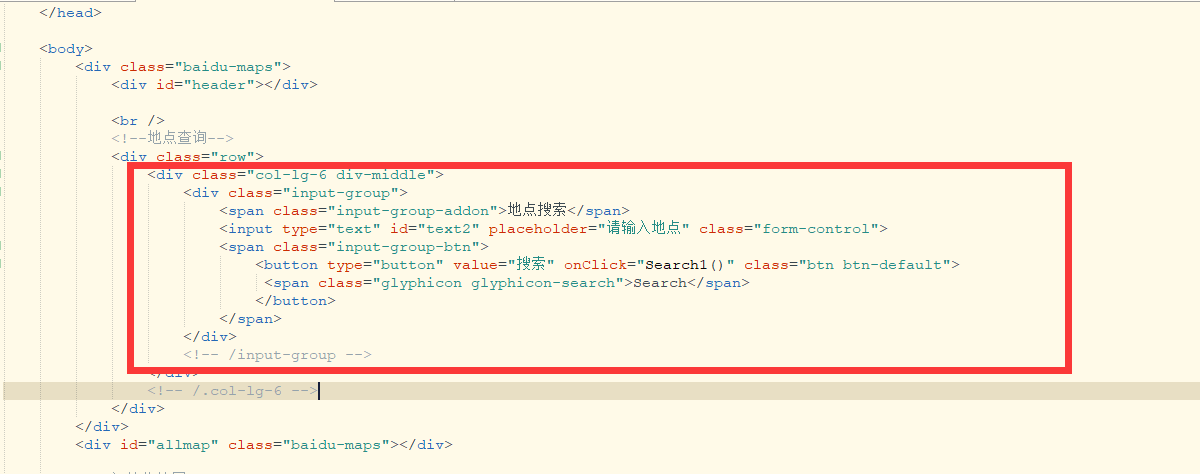 </head>
<body>
<div class="baidu-maps">
<div id="header"></div>
<br />
<!--地点查询-->
<div class="row">
<div class="col-lg-6 div-middle">
<div class="input-group">
<span class="input-group-addon">地点搜索</span>
<input type="text" id="text2" placeholder="请输入地点" class="form-control">
<span class="input-group-btn">
<button type="button" value="搜索" onClick="Search1()" class="btn btn-default">
<span class="glyphicon glyphicon-search">Search</span>
</button>
</span>
</div>
<!-- /input-group -->
</div>
<!-- /.col-lg-6 -->
</div>
</div>
<div id="allmap" class="baidu-maps"></div>